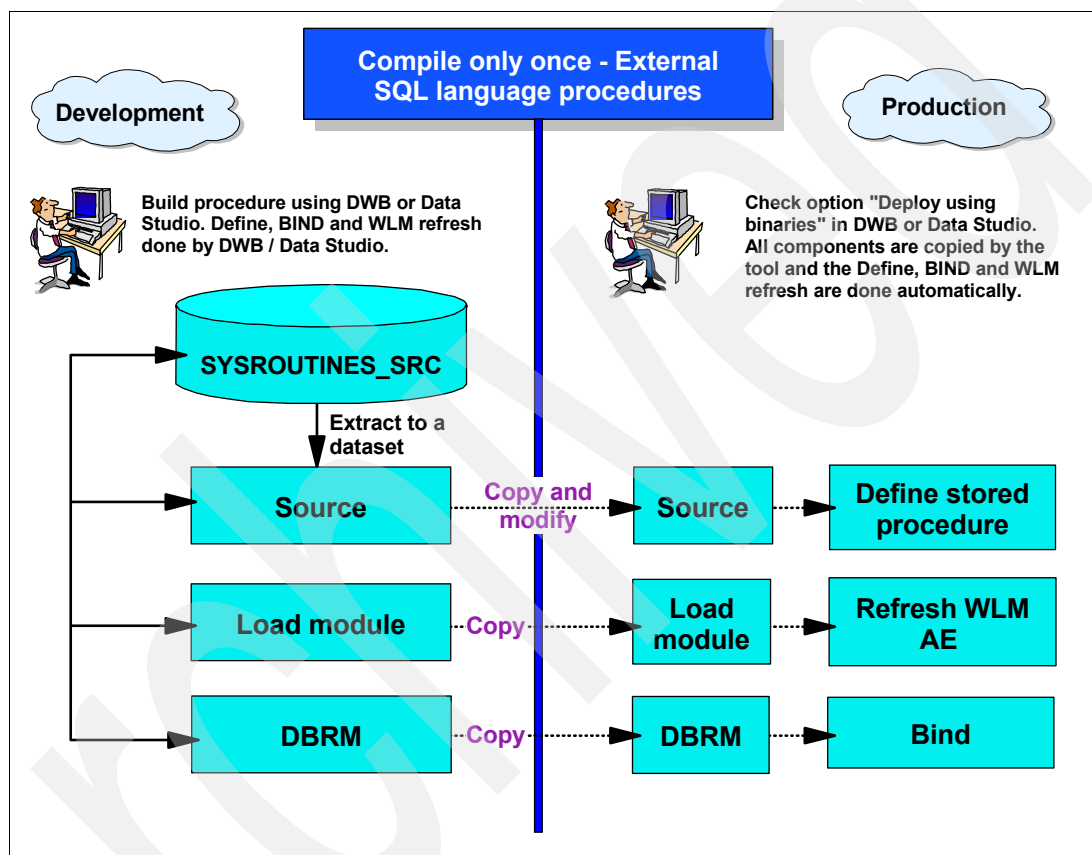 Compile only once - External
SQL language procedures
Development
Production
Build procedure using DWB or Data
Studio. Define, BIND and WLM refresh
done by DWB / Data Studio.
Check option "Deploy using
binaries" in DWB or Data Studio.
All components are copied by the
tool and the Define, BIND and WLM
refresh are done automatically.
SYSROUTINES_SRC
Extract to a
dataset
Source
Copy and
modify
Source
Define stored
procedure
Load module
Copy
Load
module
Refresh WLM
AE
DBRM
Copy
DBRM
Bind